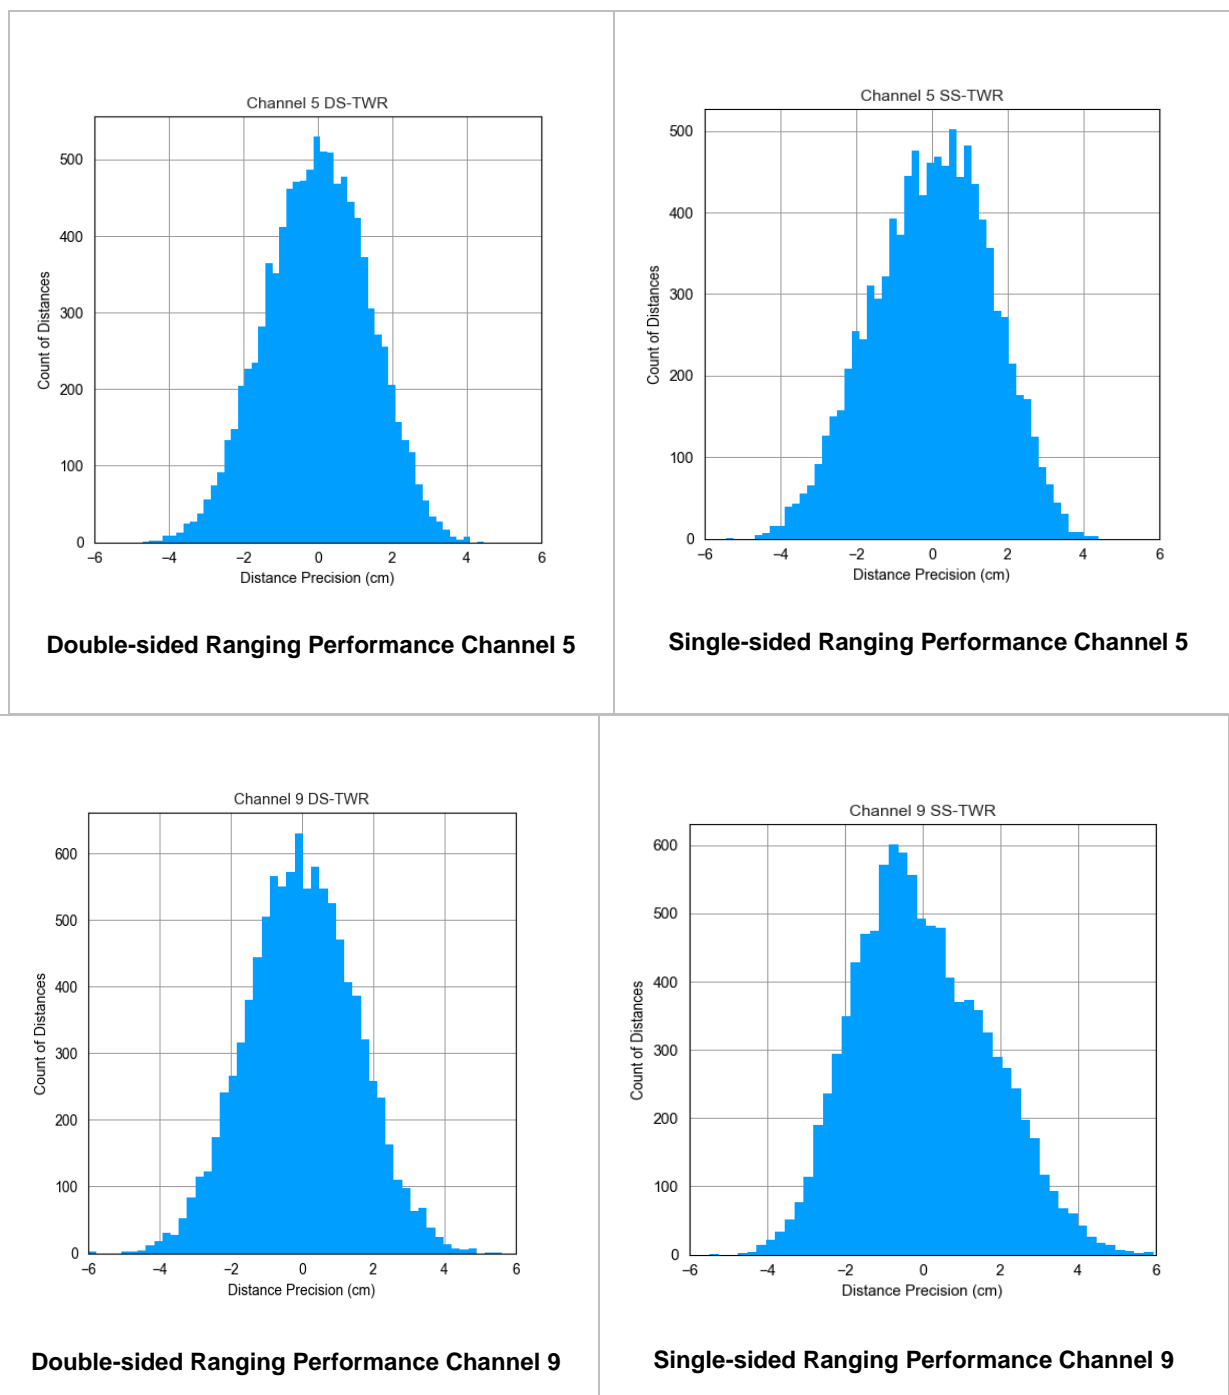 Channel 5 DS-TWR
500
400
300
200
100
0
−6 −4 −2 0 2 4 6
Count of Distances
Distance Precision (cm)
Double-sided Ranging Performance Channel 5
Channel 5 SS-TWR
500
400
300
200
100
0
−6 −4 −2 0 2 4 6
Count of Distances
Distance Precision (cm)
Single-sided Ranging Performance Channel 5
Channel 9 DS-TWR
600
500
400
300
200
100
0
−6 −4 −2 0 2 4 6
Count of Distances
Distance Precision (cm)
Double-sided Ranging Performance Channel 9
Channel 9 SS-TWR
600
500
400
300
200
100
0
−6 −4 −2 0 2 4 6
Count of Distances
Distance Precision (cm)
Single-sided Ranging Performance Channel 9